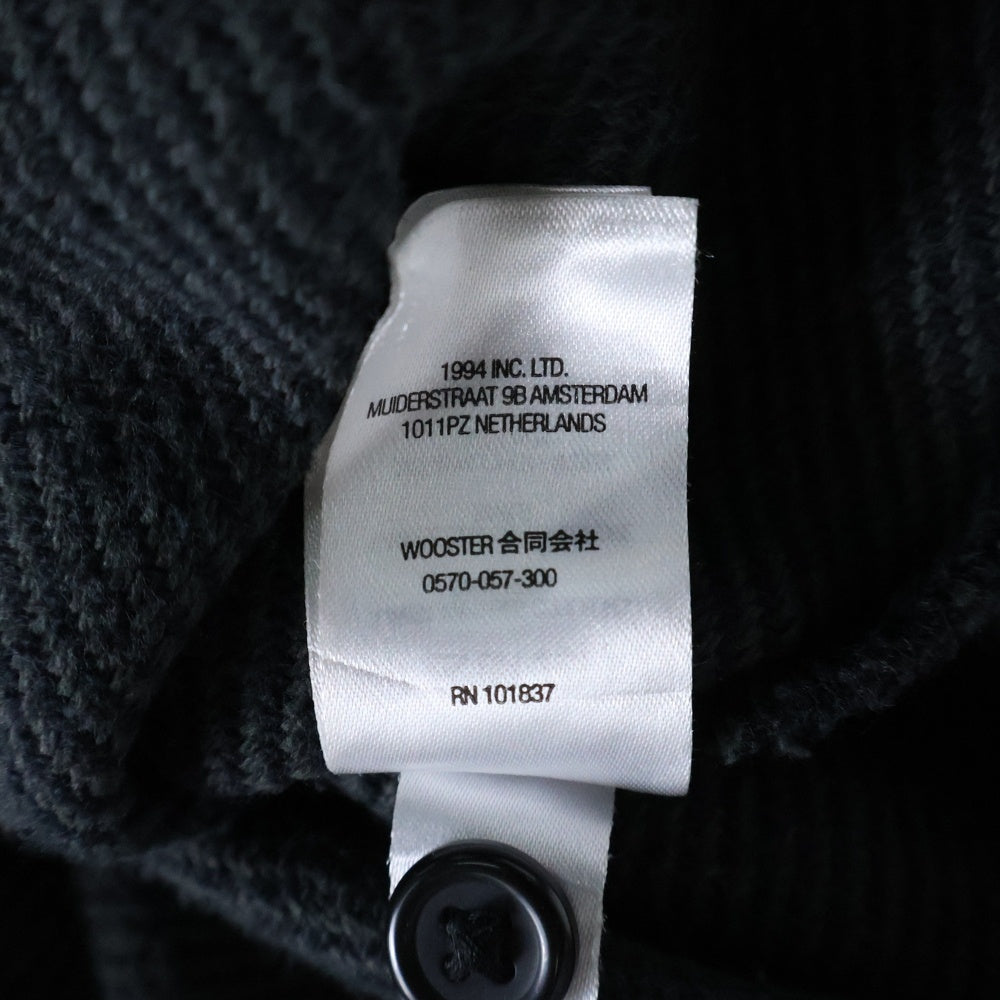 1994 INC. LTD.
MUIDERSTRAAT 9B AMSTERDAM
1011PZ NETHERLANDS
WOOSTER 合同会社
0570-057-300
RN 101837